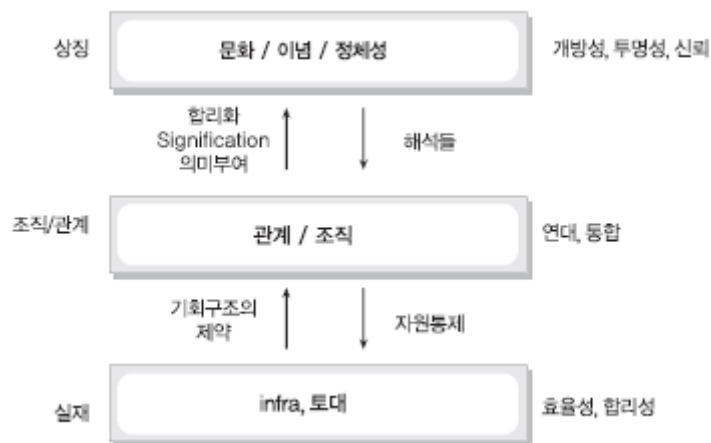 상징
문화 / 이념 / 정체성
개방성, 투명성, 신뢰
합리화
Signification
의미부여
해석들
조직/관계
관계 / 조직
연대, 통합
기회구조의
제약
자원통제
실재
infra, 토대
효율성, 합리성